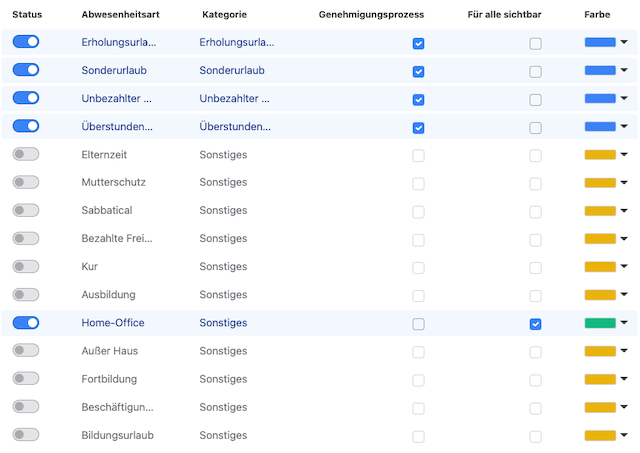 Status Abwesenheitsart Kategorie Genehmigungsprozess Für alle sichtbar Farbe
Erholungsurla... Erholungsurla...
Sonderurlaub Sonderurlaub
Unbezahlter ... Unbezahlter ...
Überstunden... Überstunden...
Elternzeit Sonstiges
Mutterschutz Sonstiges
Sabbatical Sonstiges
Bezahlte Frei... Sonstiges
Kur Sonstiges
Ausbildung Sonstiges
Home-Office Sonstiges
Außer Haus Sonstiges
Fortbildung Sonstiges
Beschäftigun... Sonstiges
Bildungsurlaub Sonstiges